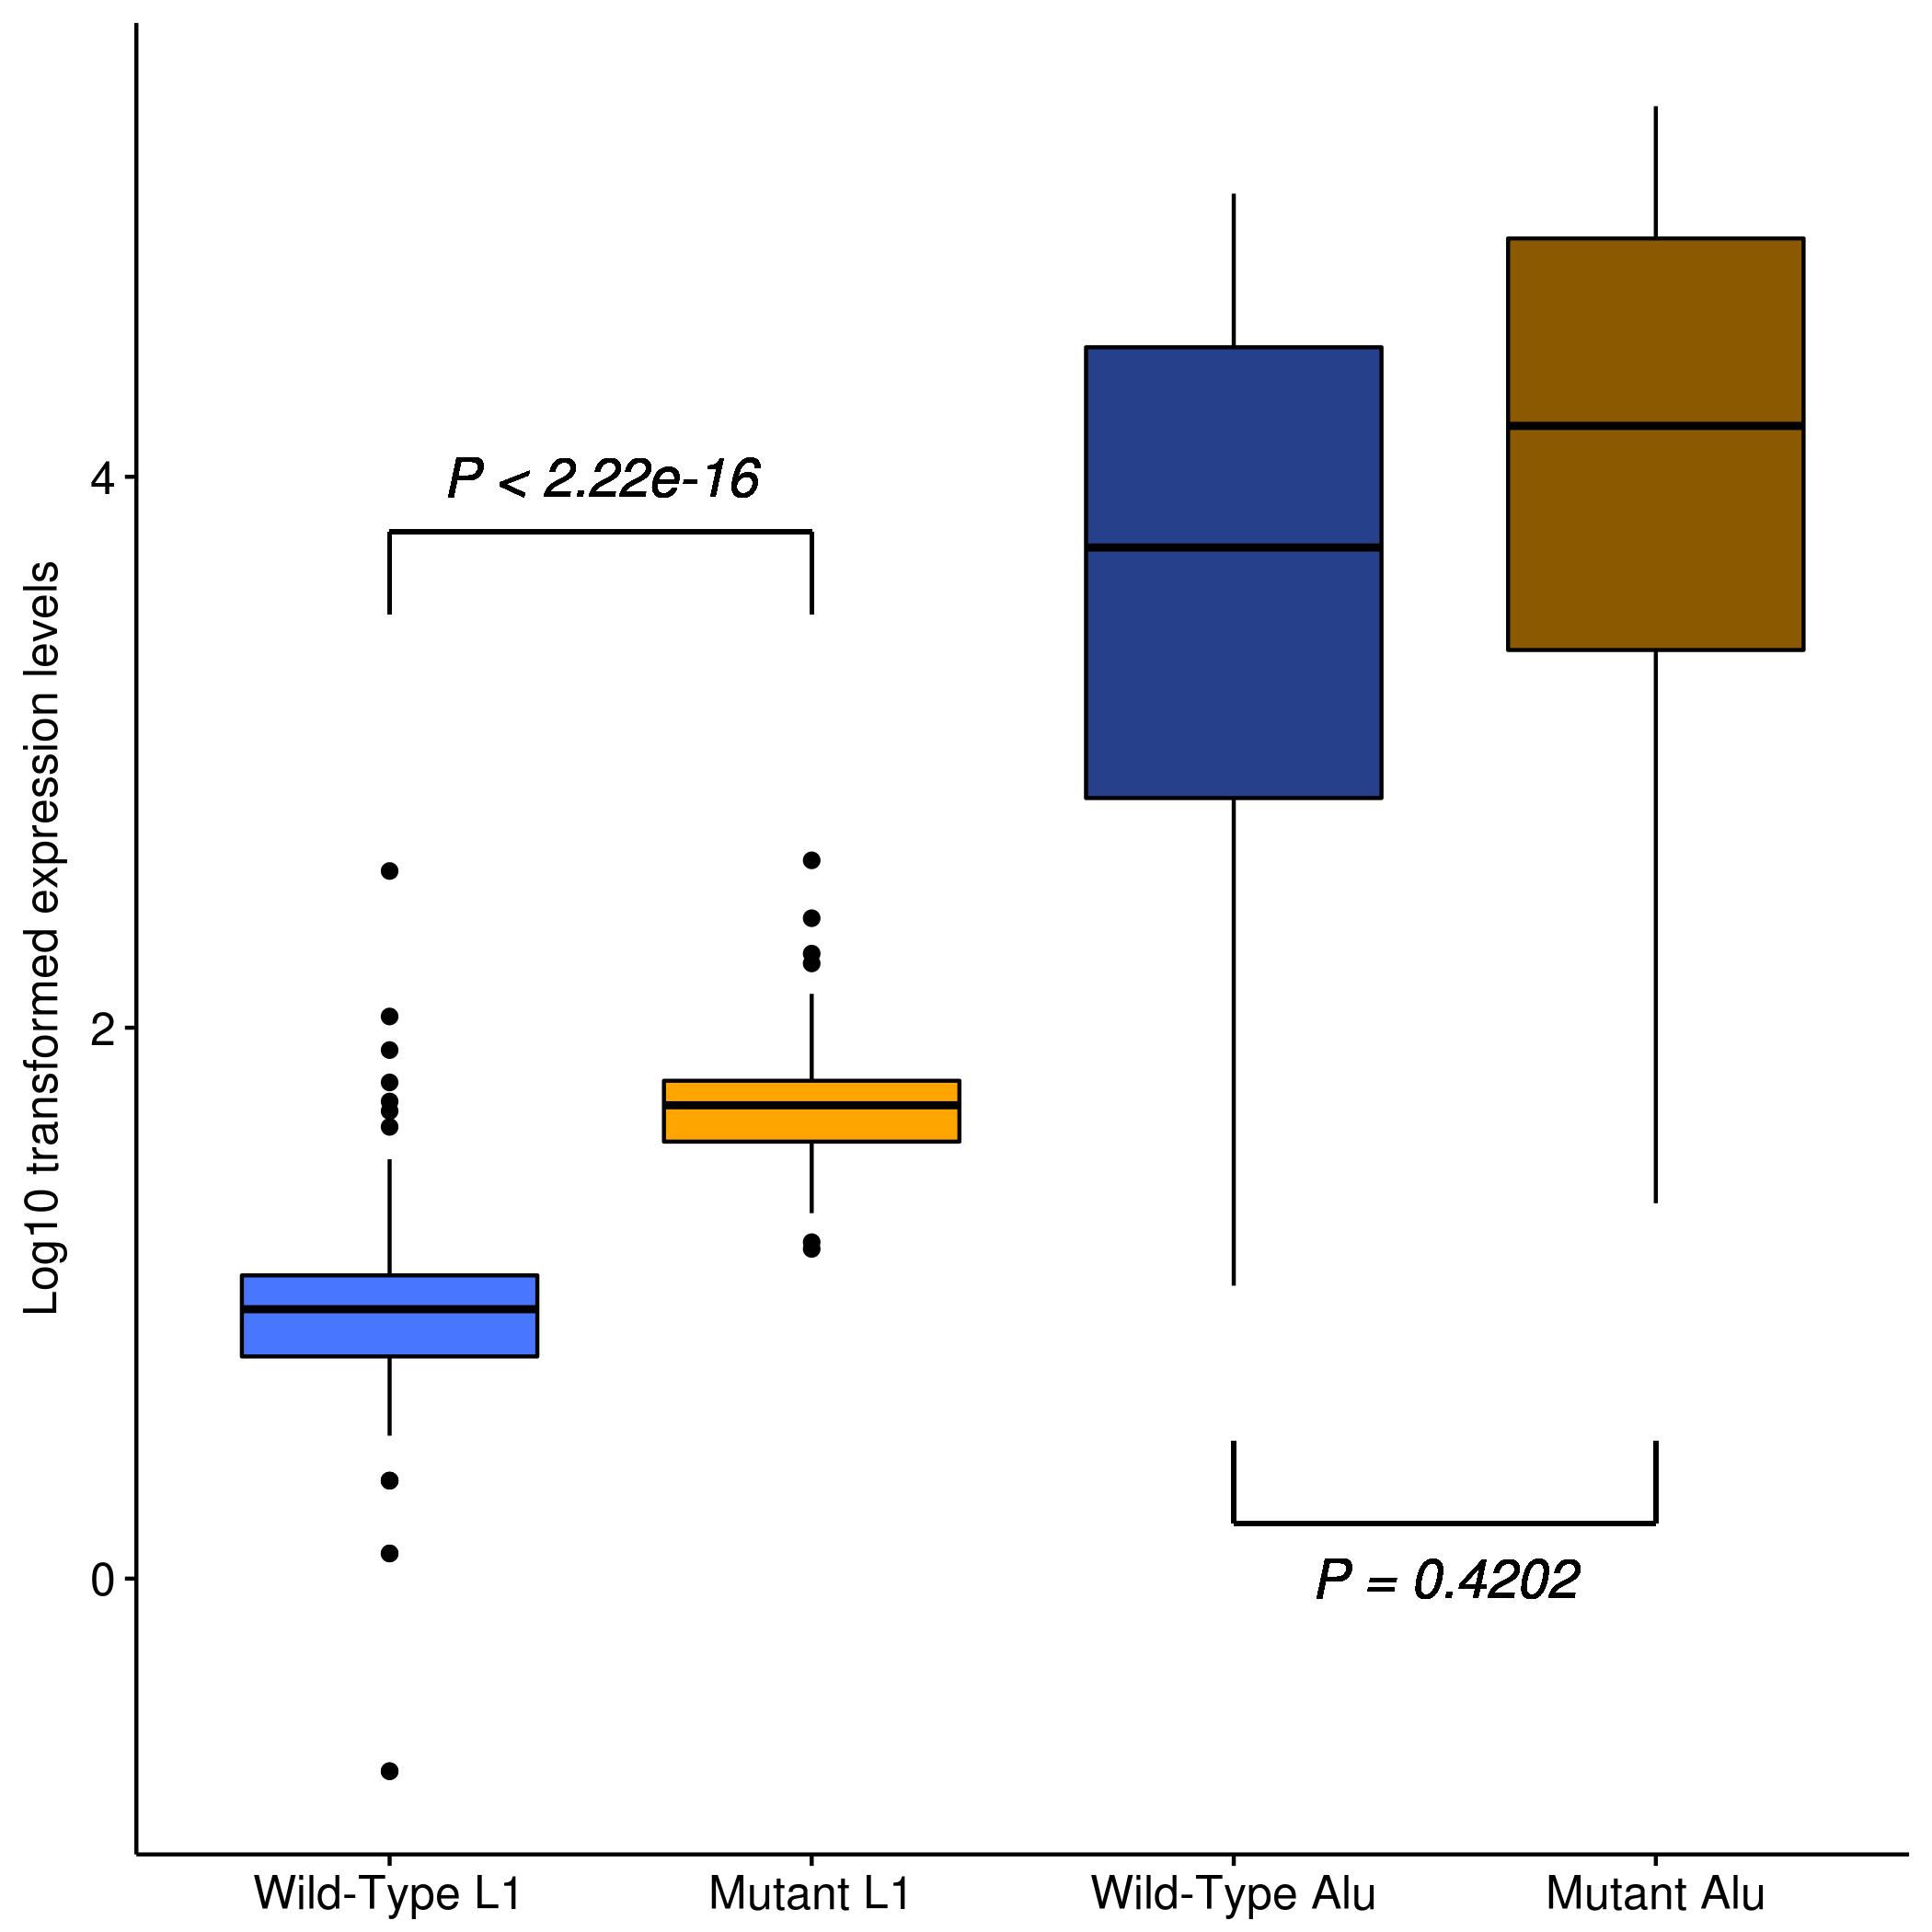 Log10 transformed expression levels
4
2
0
P < 2.22e-16
P = 0.4202
Wild-Type L1
Mutant L1
Wild-Type Alu
Mutant Alu